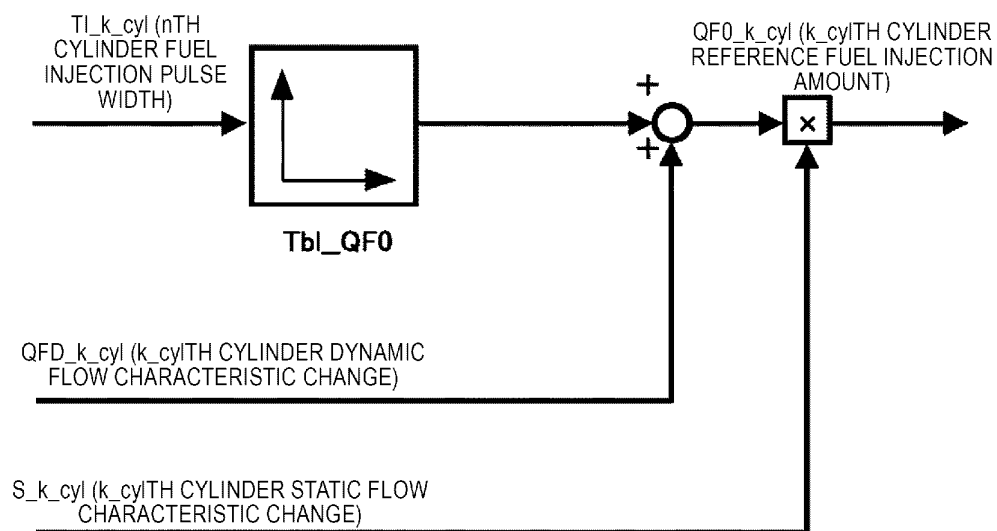 TI_k_cyl (nTH
CYLINDER FUEL
INJECTION PULSE
WIDTH)
QF0_k_cyl (k_cylTH CYLINDER
REFERENCE FUEL INJECTION
AMOUNT)
+
+
×
Tbl_QF0
QFD_k_cyl (k_cylTH CYLINDER DYNAMIC
FLOW CHARACTERISTIC CHANGE)
S_k_cyl (k_cylTH CYLINDER STATIC FLOW
CHARACTERISTIC CHANGE)